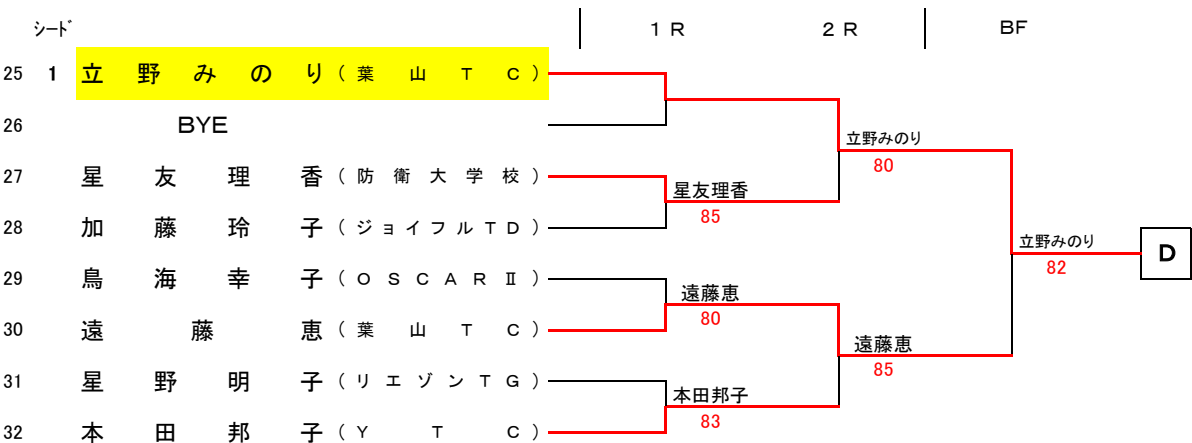 シード 1R 2R BF
25 1 立野みのり(葉山TC)
26 BYE
立野みのり
80
27 星友理香(防衛大学校)
星友理香
85
28 加藤玲子(ジョイフルTD)
立野みのり
82
D
29 鳥海幸子(OSCARⅡ)
遠藤恵
80
30 遠藤恵(葉山TC)
遠藤恵
85
31 星野明子(リエゾンTG)
本田邦子
83
32 本田邦子(YTC)